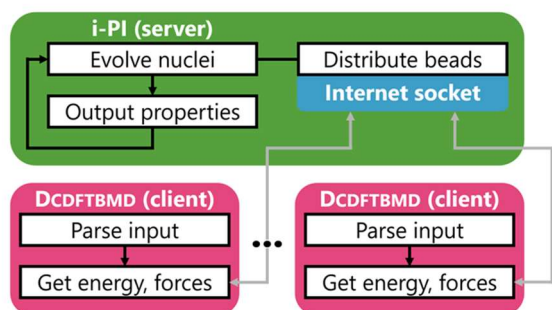 i-PI (server)
Evolve nuclei
Distribute beads
Internet socket
Output properties
DCDFTBMD (client)
DCDFTBMD (client)
Parse input
Parse input
...
Get energy, forces
Get energy, forces